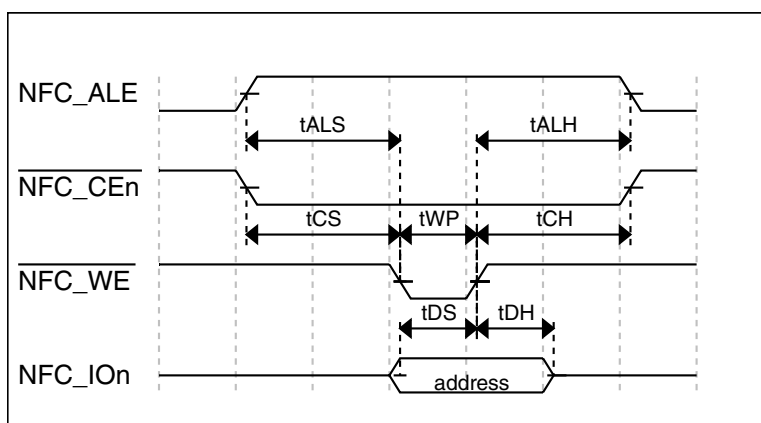 NFC_ALE
tALS tALH
NFC_CEn
tCS tWP tCH
NFC_WE
tDS tDH
NFC_IOn
address